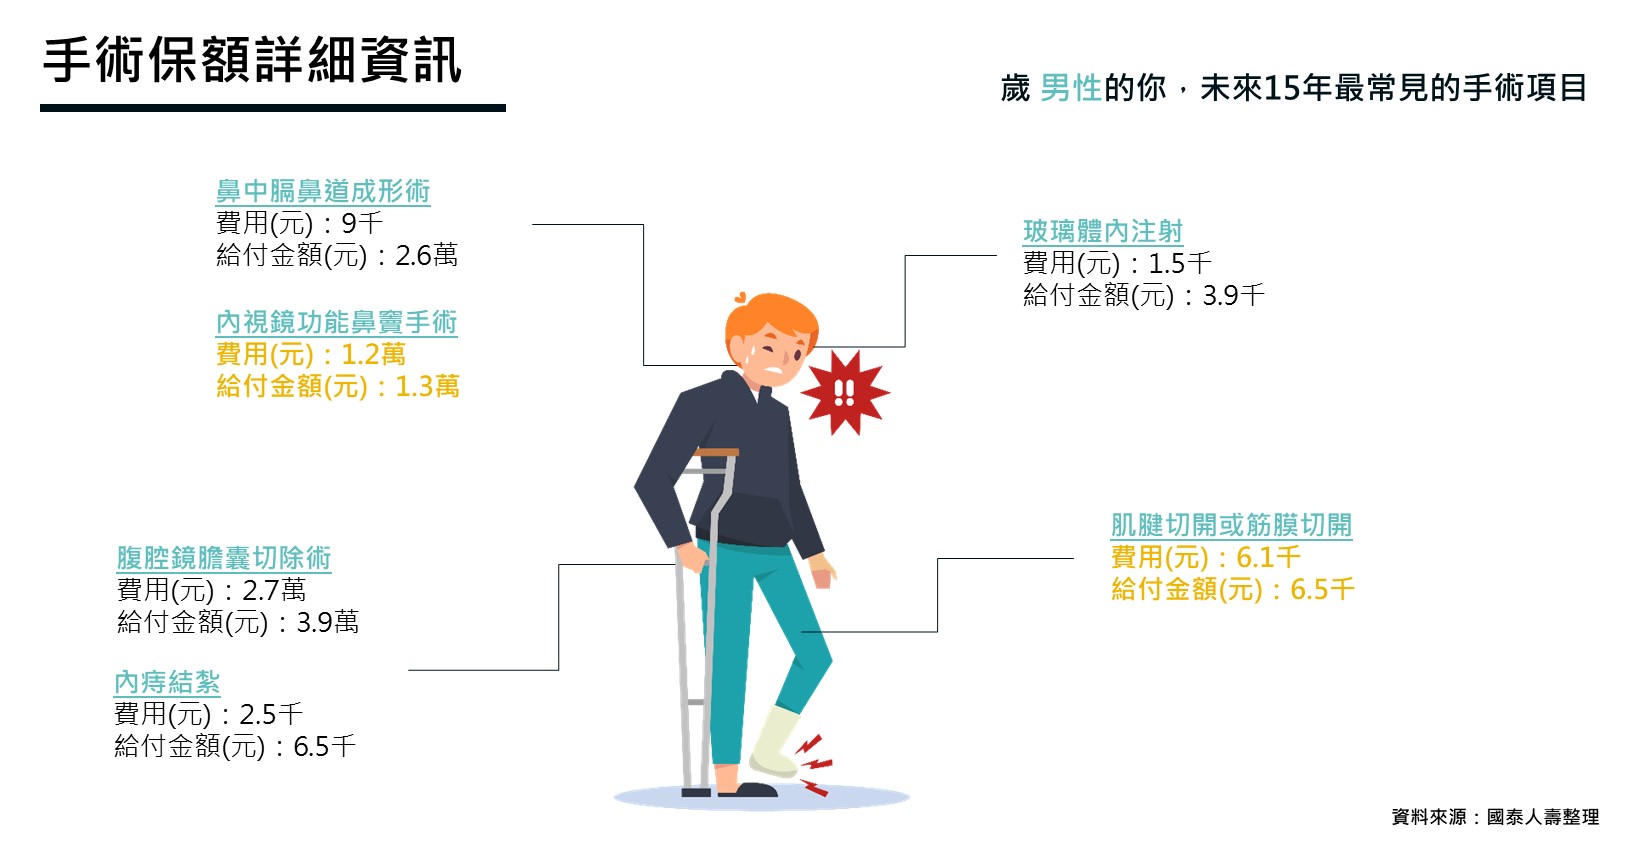 手術保額詳細資訊
歲 男性的你，未來15年最常見的手術項目
鼻中膈鼻道成形術
費用(元)：9千
給付金額(元)：2.6萬
內視鏡功能鼻竇手術
費用(元)：1.2萬
給付金額(元)：1.3萬
玻璃體內注射
費用(元)：1.5千
給付金額(元)：3.9千
!!
腹腔鏡膽囊切除術
費用(元)：2.7萬
給付金額(元)：3.9萬
內痔結紮
費用(元)：2.5千
給付金額(元)：6.5千
肌腱切開或筋膜切開
費用(元)：6.1千
給付金額(元)：6.5千
資料來源：國泰人壽整理